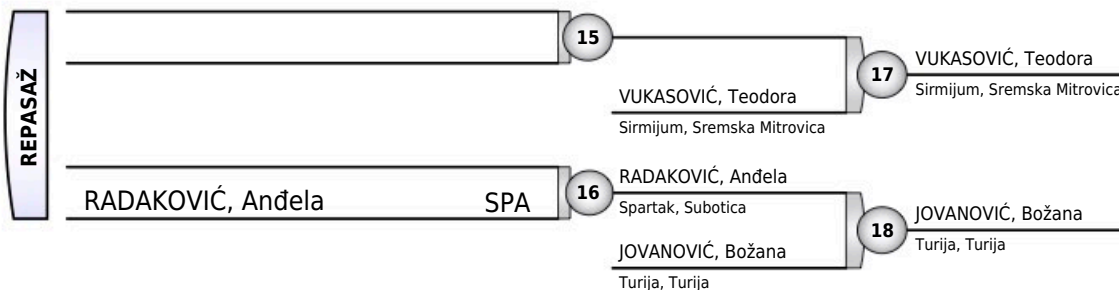 REPASAŽ
15
VUKASOVIĆ, Teodora
Sirmijum, Sremska Mitrovica
17
VUKASOVIĆ, Teodora
Sirmijum, Sremska Mitrovica
RADAKOVIĆ, Anđela SPA
16
RADAKOVIĆ, Anđela
Spartak, Subotica
JOVANOVIĆ, Božana
Turija, Turija
18
JOVANOVIĆ, Božana
Turija, Turija